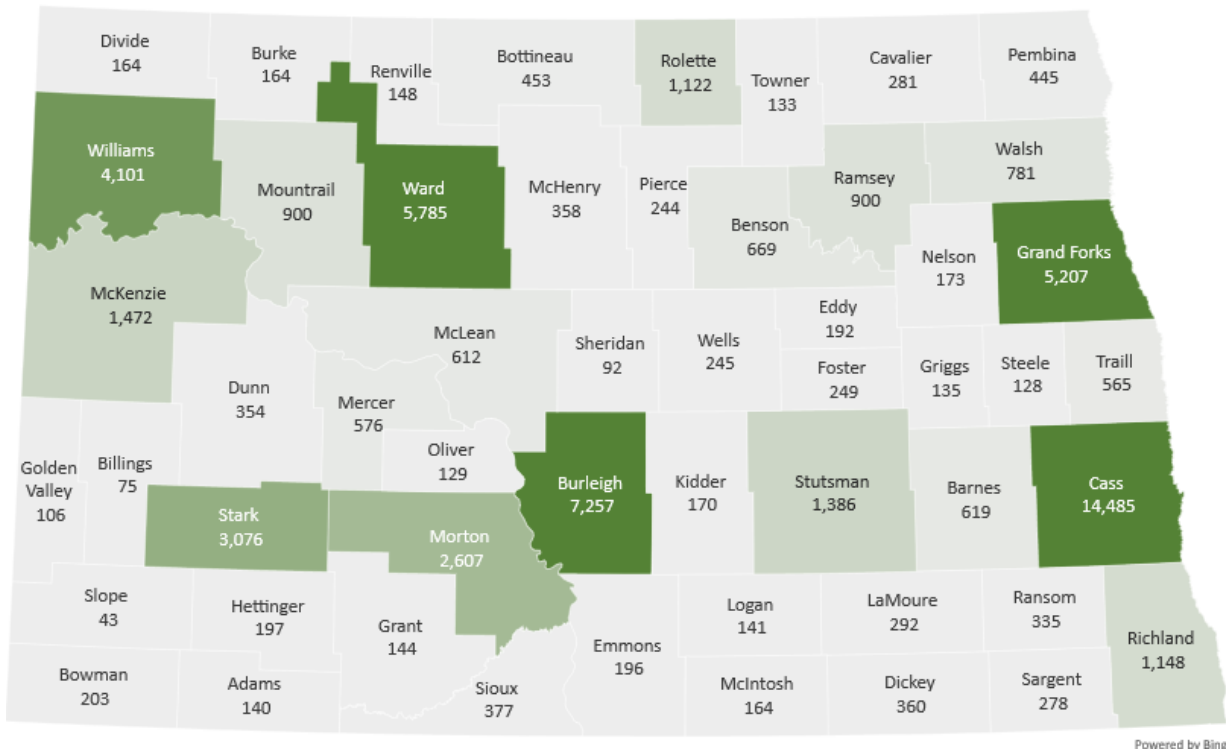 Divide
164
Burke
164
Renville
148
Bottineau
453
Rolette
1,122
Towner
133
Cavalier
281
Pembina
445
Williams
4,101
Mountrail
900
Ward
5,785
McHenry
358
Pierce
244
Benson
669
Ramsey
900
Walsh
781
Nelson
173
Grand Forks
5,207
McKenzie
1,472
Dunn
354
McLean
612
Mercer
576
Oliver
129
Sheridan
92
Wells
245
Eddy
192
Foster
249
Griggs
135
Steele
128
Traill
565
Golden
Valley
106
Billings
75
Stark
3,076
Morton
2,607
Burleigh
7,257
Kidder
170
Stutsman
1,386
Barnes
619
Cass
14,485
Slope
43
Hettinger
197
Grant
144
Emmons
196
Logan
141
LaMoure
292
Ransom
335
Richland
1,148
Bowman
203
Adams
140
Sioux
377
McIntosh
164
Dickey
360
Sargent
278
Powered by Bing